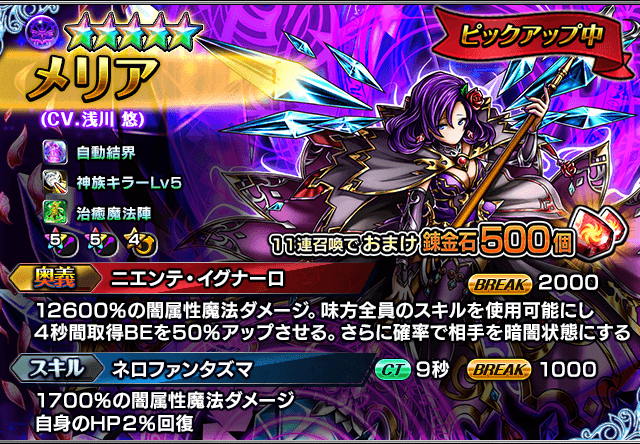 ピックアップ中
メリア
(CV.浅川 悠)
自動結界
神族キラーLv5
治癒魔法陣
5 5 4
11連召喚でおまけ錬金石500個
奥義 ニエンテ・イグナーロ BREAK 2000
12600%の闇属性魔法ダメージ。味方全員のスキルを使用可能にし
4秒間取得BEを50%アップさせる。さらに確率で相手を暗闇状態にする
スキル ネロファンタズマ CT 9秒 BREAK 1000
1700%の闇属性魔法ダメージ
自身のHP2%回復